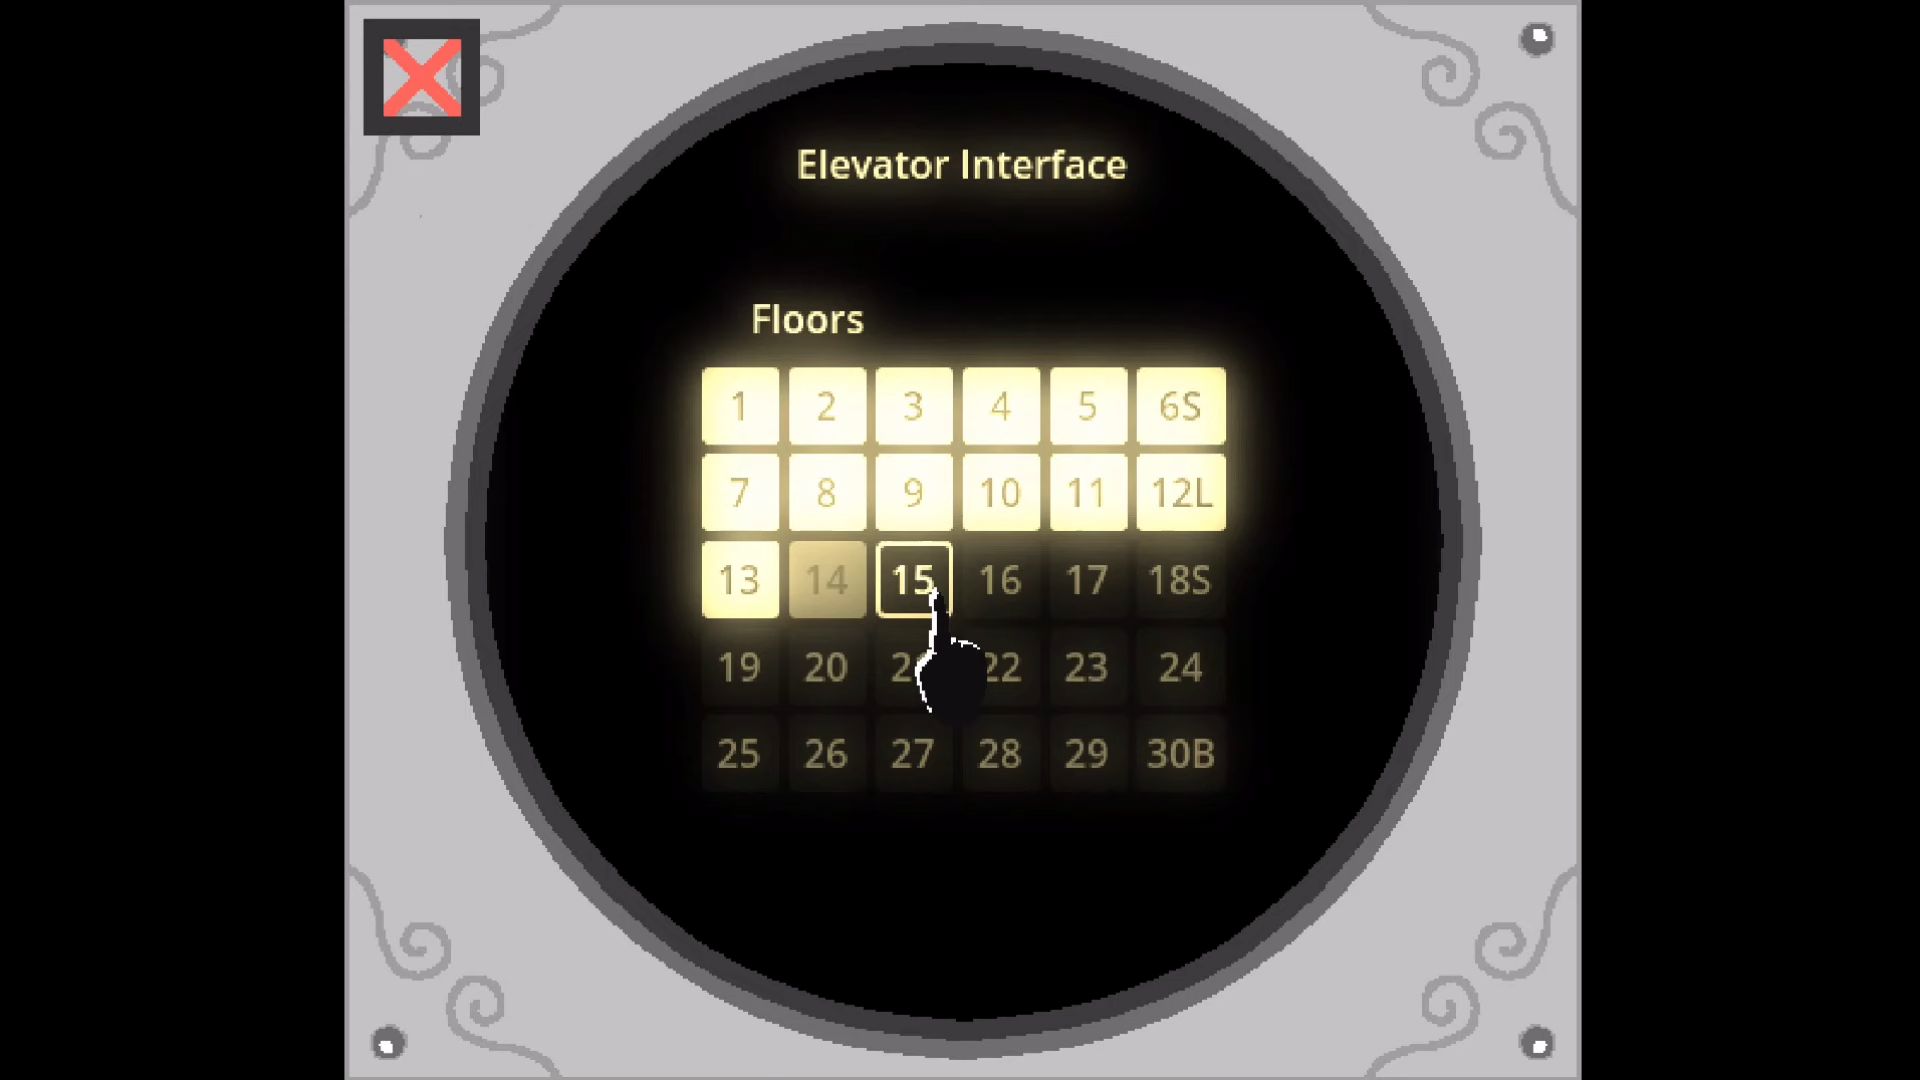 Elevator Interface
Floors
1 2 3 4 5 6S
7 8 9 10 11 12L
13 14 15 16 17 18S
19 20 22 23 24
25 26 27 28 29 30B